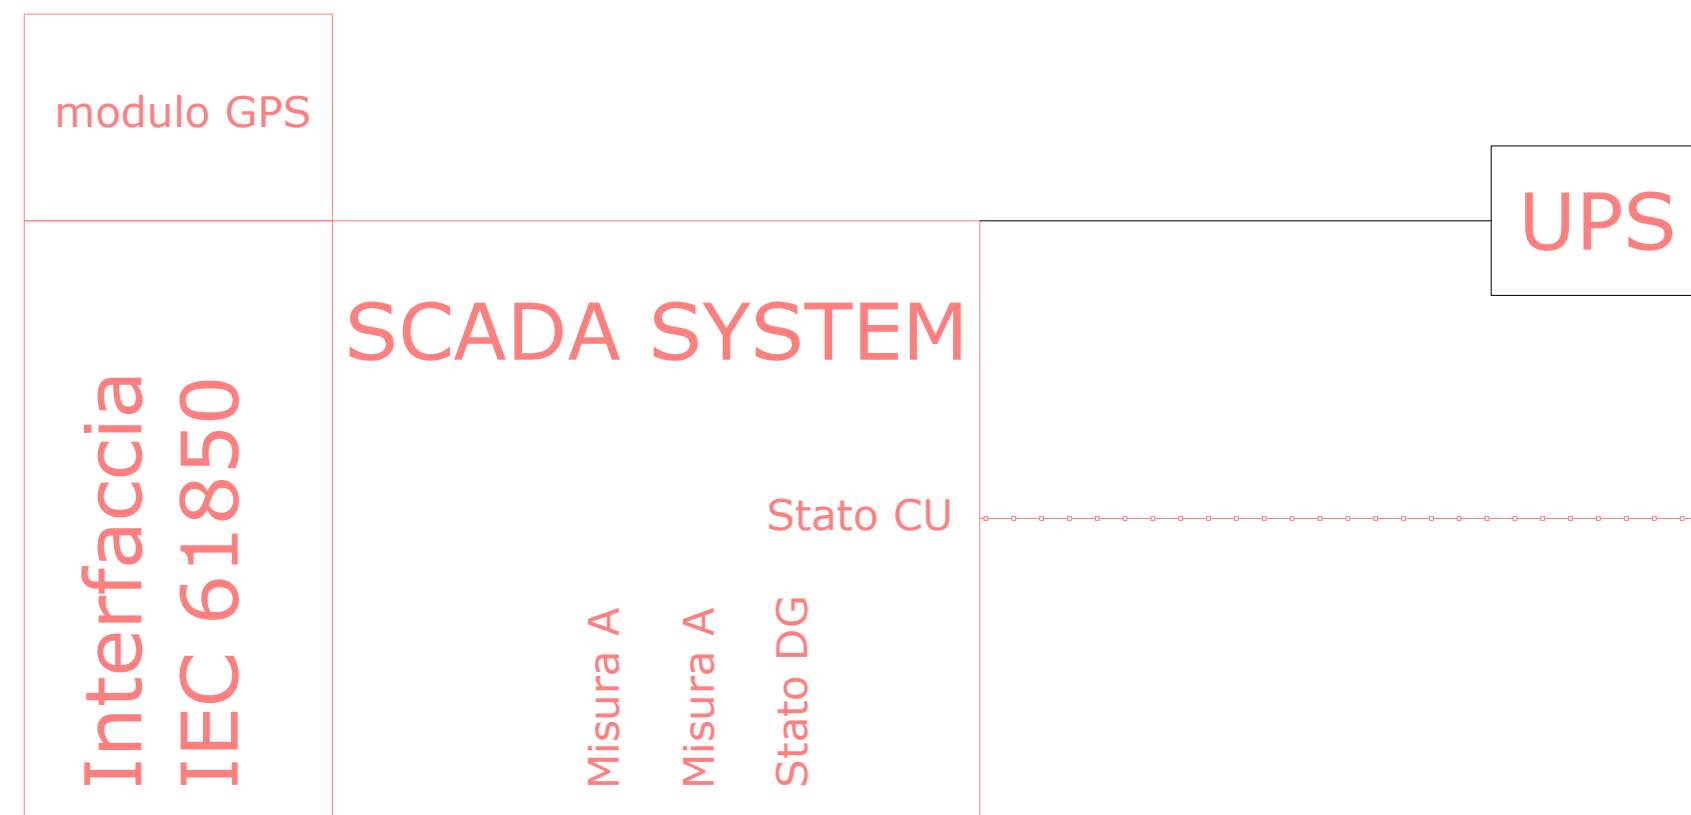 modulo GPS
UPS
SCADA SYSTEM
Interfaccia
IEC 61850
Stato CU
Misura A
Misura A
Stato DG